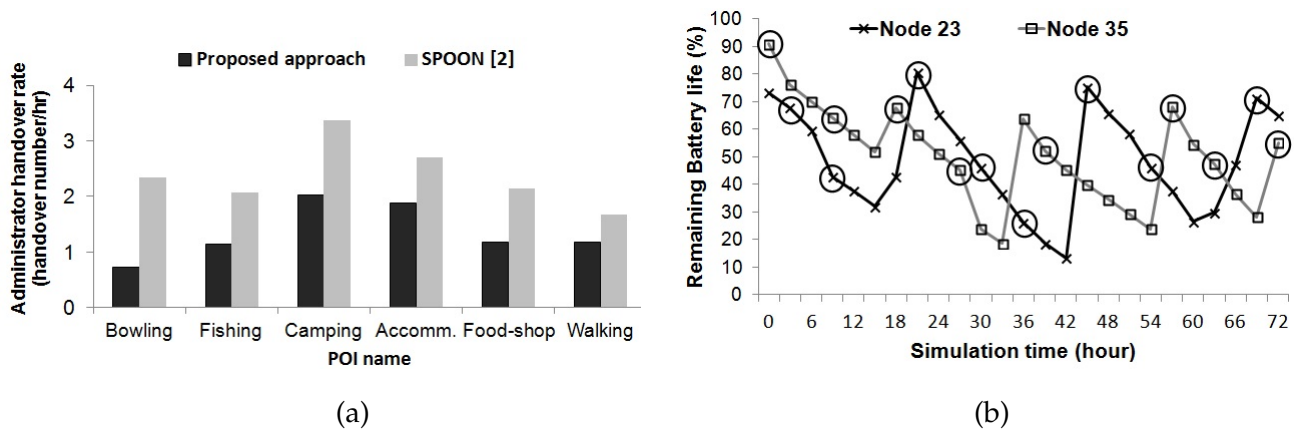 Proposed approach SPOON [2]
Administrator handover rate
(handover number/hr)
4
3
2
1
0
Bowling Fishing Camping Accomm. Food-shop Walking
POI name
(a)
Node 23 Node 35
Remaining Battery life (%)
100
90
80
70
60
50
40
30
20
10
0
0 6 12 18 24 30 36 42 48 54 60 66 72
Simulation time (hour)
(b)